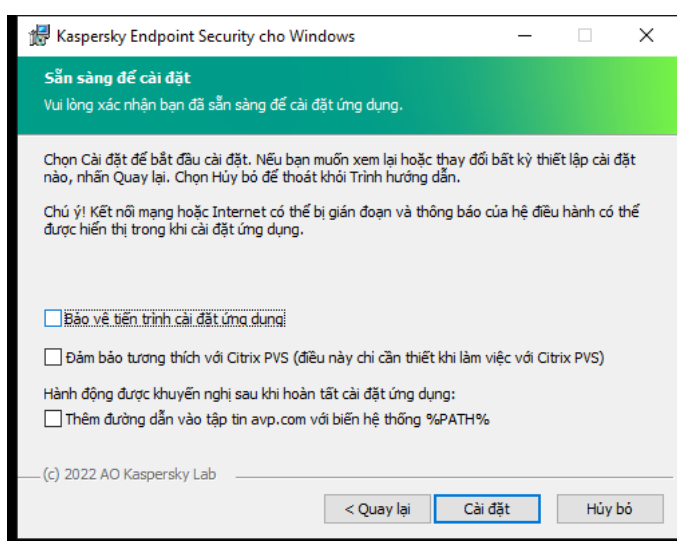 Kaspersky Endpoint Security cho Windows
Sẵn sàng để cài đặt
Vui lòng xác nhận bạn đã sẵn sàng để cài đặt ứng dụng.
Chọn Cài đặt để bắt đầu cài đặt. Nếu bạn muốn xem lại hoặc thay đổi bất kỳ thiết lập cài đặt
nào, nhấn Quay lại. Chọn Hủy bỏ để thoát khỏi Trình hướng dẫn.
Chú ý! Kết nối mạng hoặc Internet có thể bị gián đoạn và thông báo của hệ điều hành có thể
được hiển thị trong khi cài đặt ứng dụng.
Bảo vệ tiến trình cài đặt ứng dụng
Đảm bảo tương thích với Citrix PVS (điều này chỉ cần thiết khi làm việc với Citrix PVS)
Hành động được khuyến nghị sau khi hoàn tất cài đặt ứng dụng:
Thêm đường dẫn vào tập tin avp.com với biến hệ thống %PATH%
(c) 2022 AO Kaspersky Lab
< Quay lại
Cài đặt
Hủy bỏ